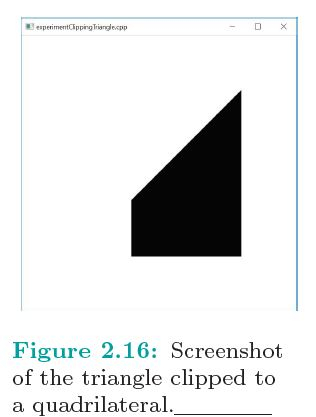 experimentClippingTriangle.cpp
Figure 2.16: Screenshot
of the triangle clipped to
a quadrilateral.